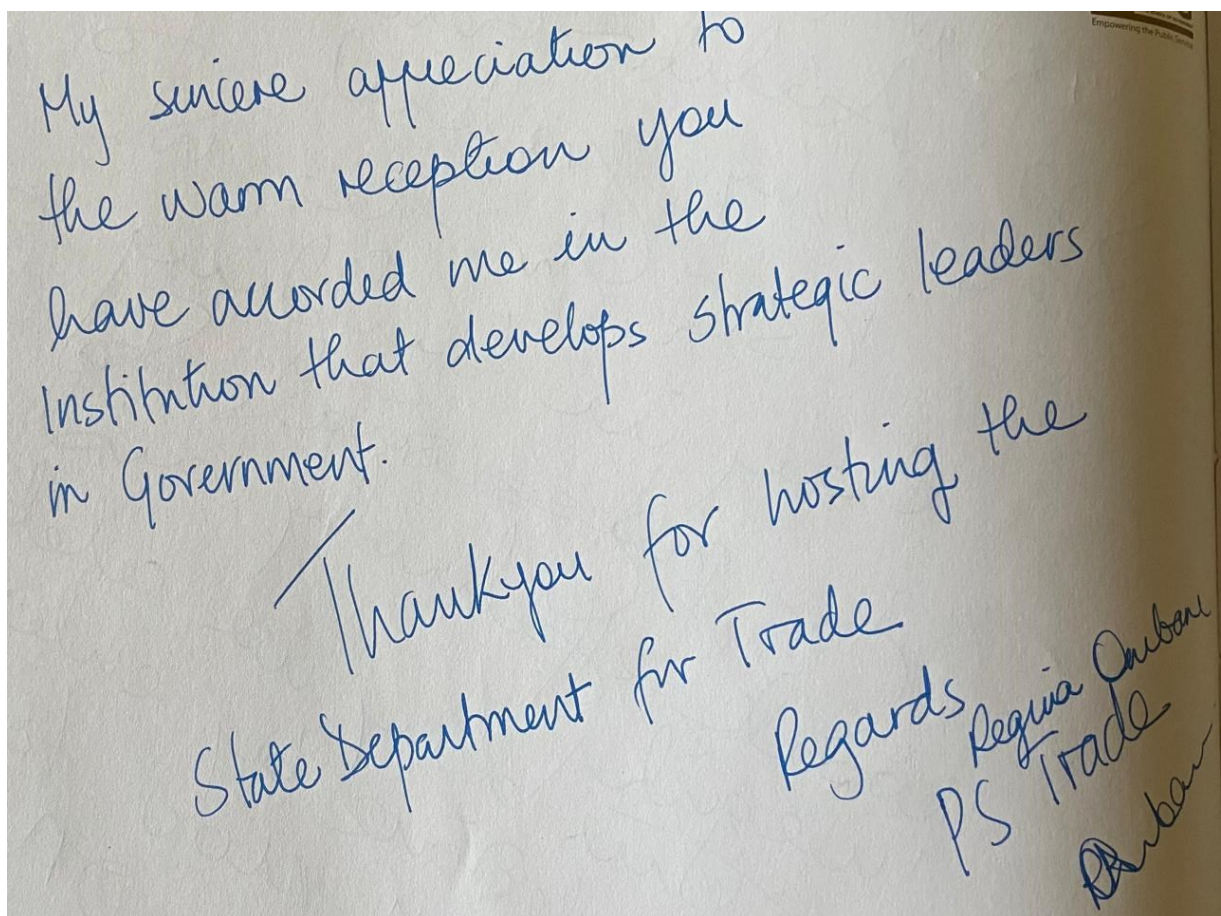 Empowering the Public Service
My sincere appreciation to
the warm reception you
have accorded me in the
Institution that develops strategic leaders
in Government.
Thankyou for hosting the
State Department for Trade
Regards
Regina Ombam
PS Trade